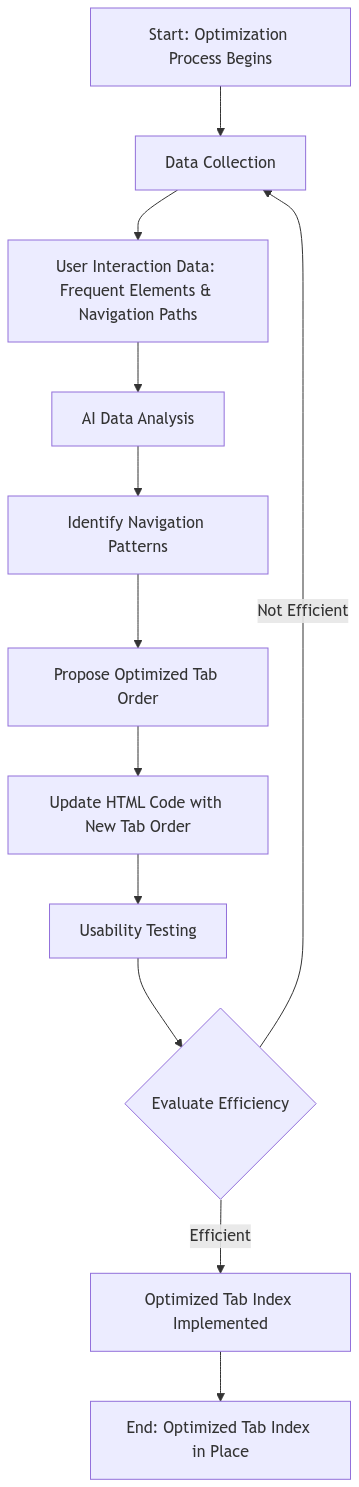 Start: Optimization
Process Begins
Data Collection
User Interaction Data:
Frequent Elements &
Navigation Paths
AI Data Analysis
Identify Navigation
Patterns
Not Efficient
Propose Optimized Tab
Order
Update HTML Code with
New Tab Order
Usability Testing
Evaluate Efficiency
Efficient
Optimized Tab Index
Implemented
End: Optimized Tab Index
in Place